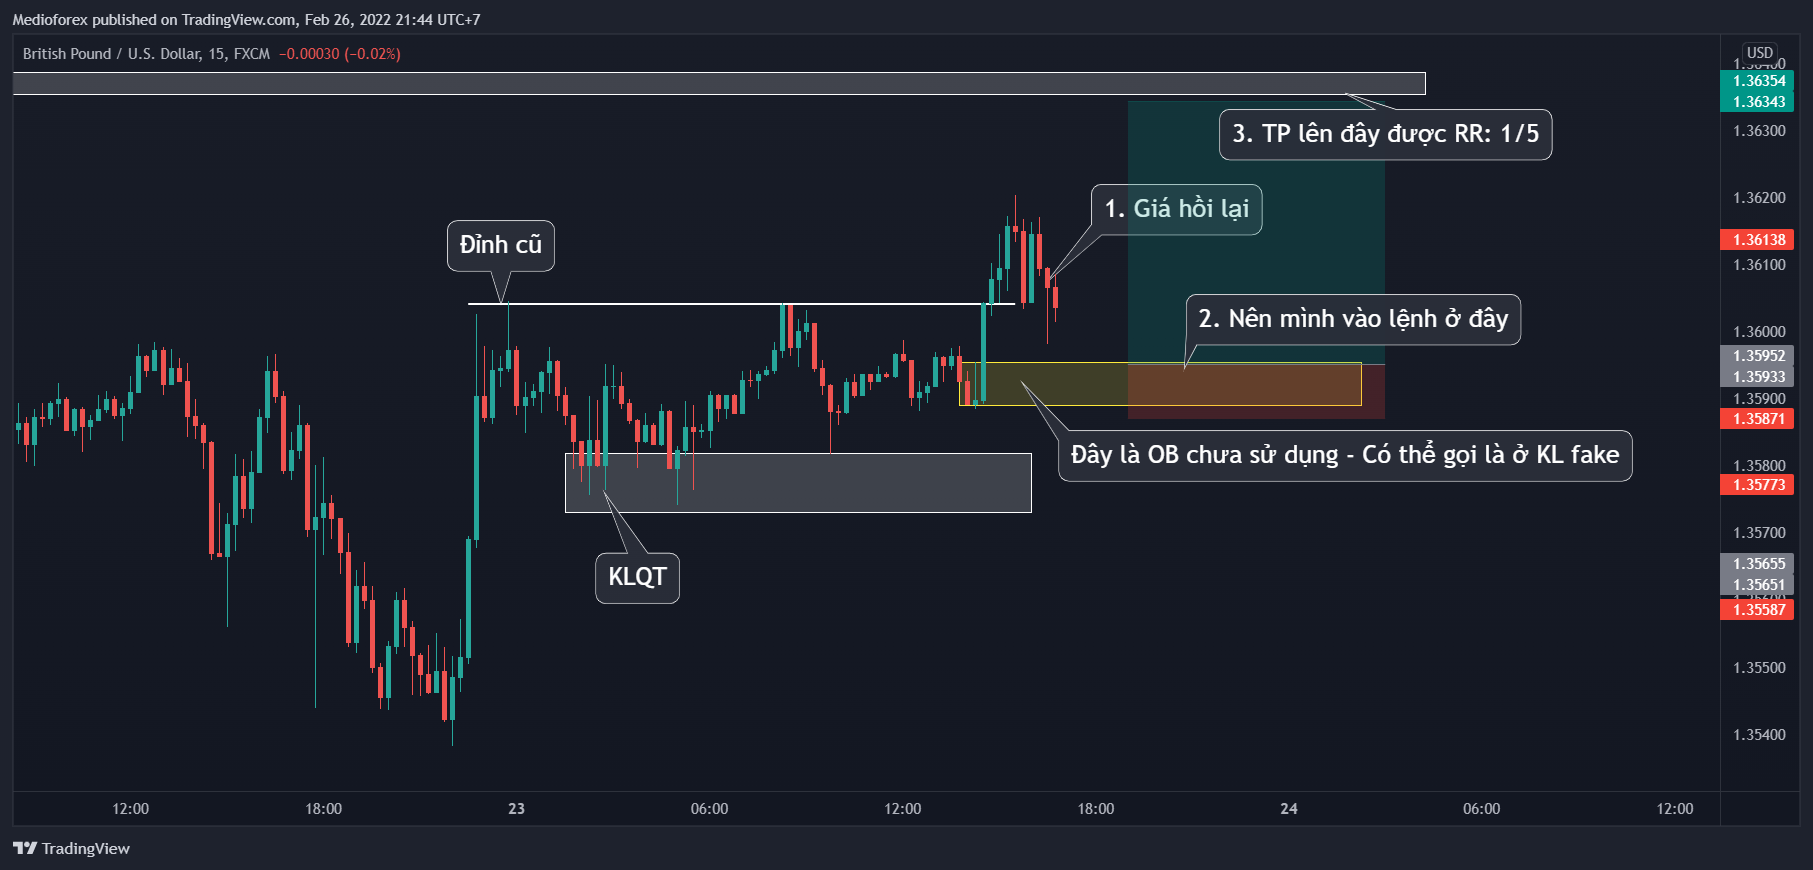 Medioforex published on TradingView.com, Feb 26, 2022 21:44 UTC+7
British Pound / U.S. Dollar, 15, FXCM −0.00030 (−0.02%)
USD
1.36400
1.36354
1.36343
3. TP lên đây được RR: 1/5
1.36300
1. Giá hồi lại
1.36200
Đỉnh cũ
1.36138
1.36100
2. Nên mình vào lệnh ở đây
1.36000
1.35952
1.35933
1.35900
1.35871
Đây là OB chưa sử dụng - Có thể gọi là ở KL fake
1.35800
1.35773
1.35700
KLQT
1.35655
1.35651
1.35600
1.35587
1.35500
1.35400
12:00 18:00 23 06:00 12:00 18:00 24 06:00 12:00
TradingView